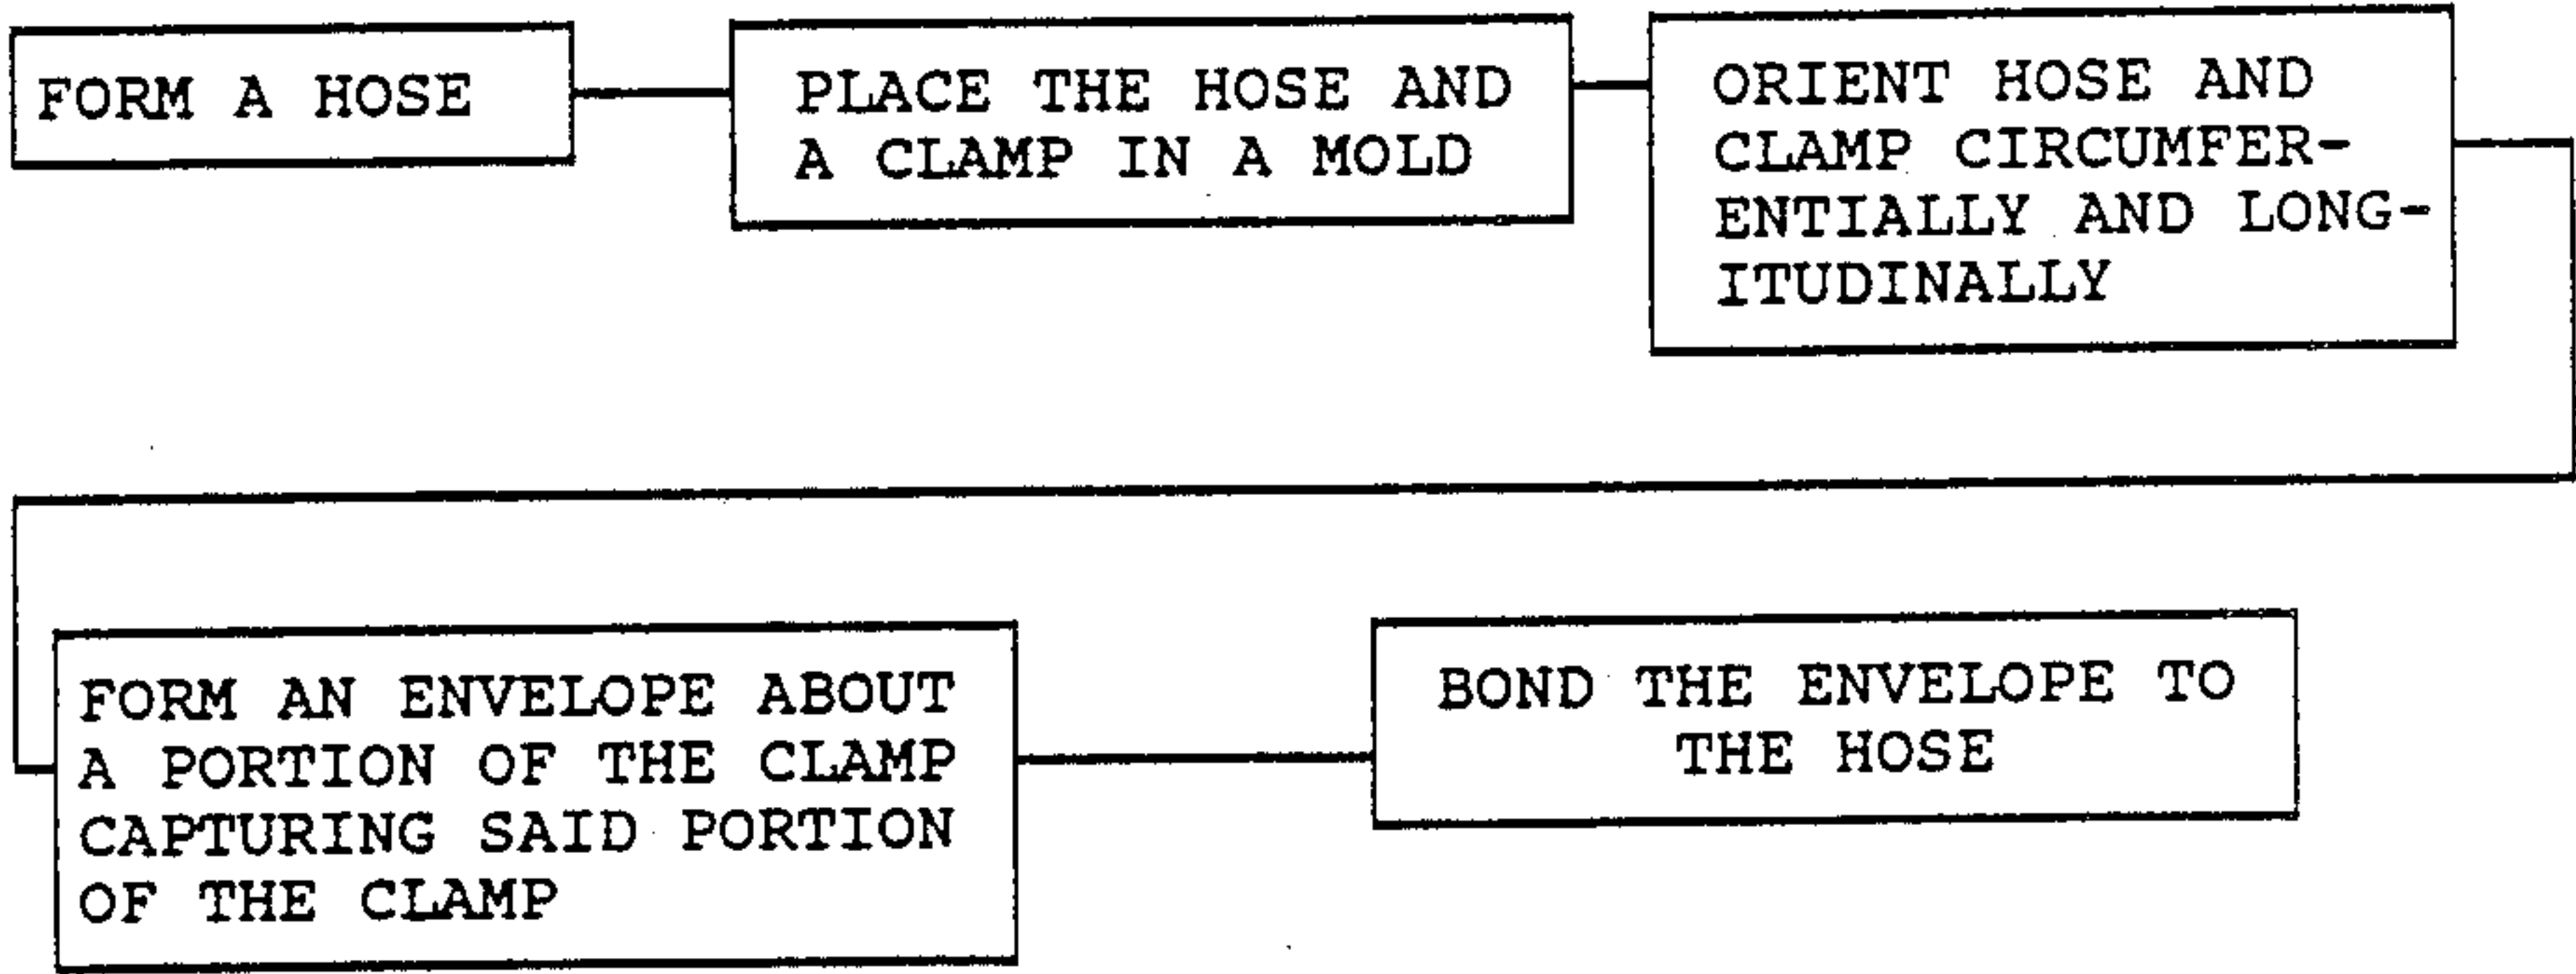 FORM A HOSE
PLACE THE HOSE AND
A CLAMP IN A MOLD
ORIENT HOSE AND
CLAMP CIRCUMFER-
ENTIALLY AND LONG-
ITUDINALLY
FORM AN ENVELOPE ABOUT
A PORTION OF THE CLAMP
CAPTURING SAID PORTION
OF THE CLAMP
BOND THE ENVELOPE TO
THE HOSE